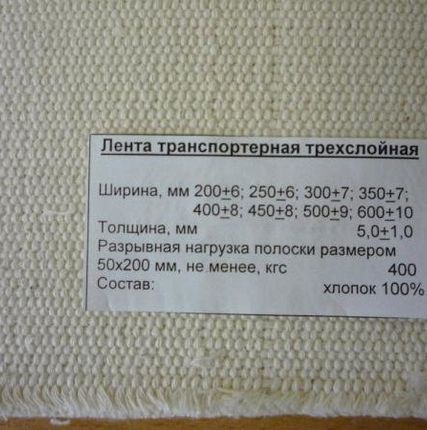 Лента транспортерная трехслойная
Ширина, мм 200±6; 250±6; 300±7; 350±7;
400±8; 450±8; 500±9; 600±10
Толщина, мм 5,0±1,0
Разрывная нагрузка полоски размером
50х200 мм, не менее, кгс 400
Состав: хлопок 100%